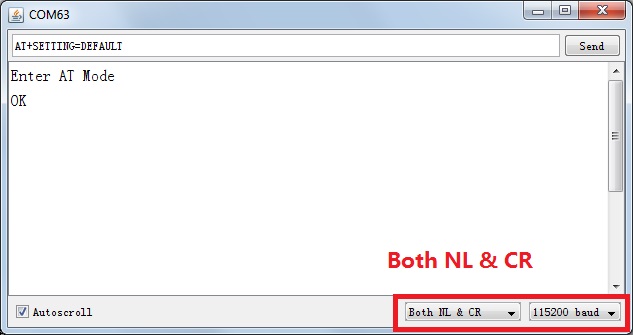 COM63
AT+SETTING=DEFAULT
Send
Enter AT Mode
OK
Both NL & CR
Autoscroll
Both NL & CR
115200 baud